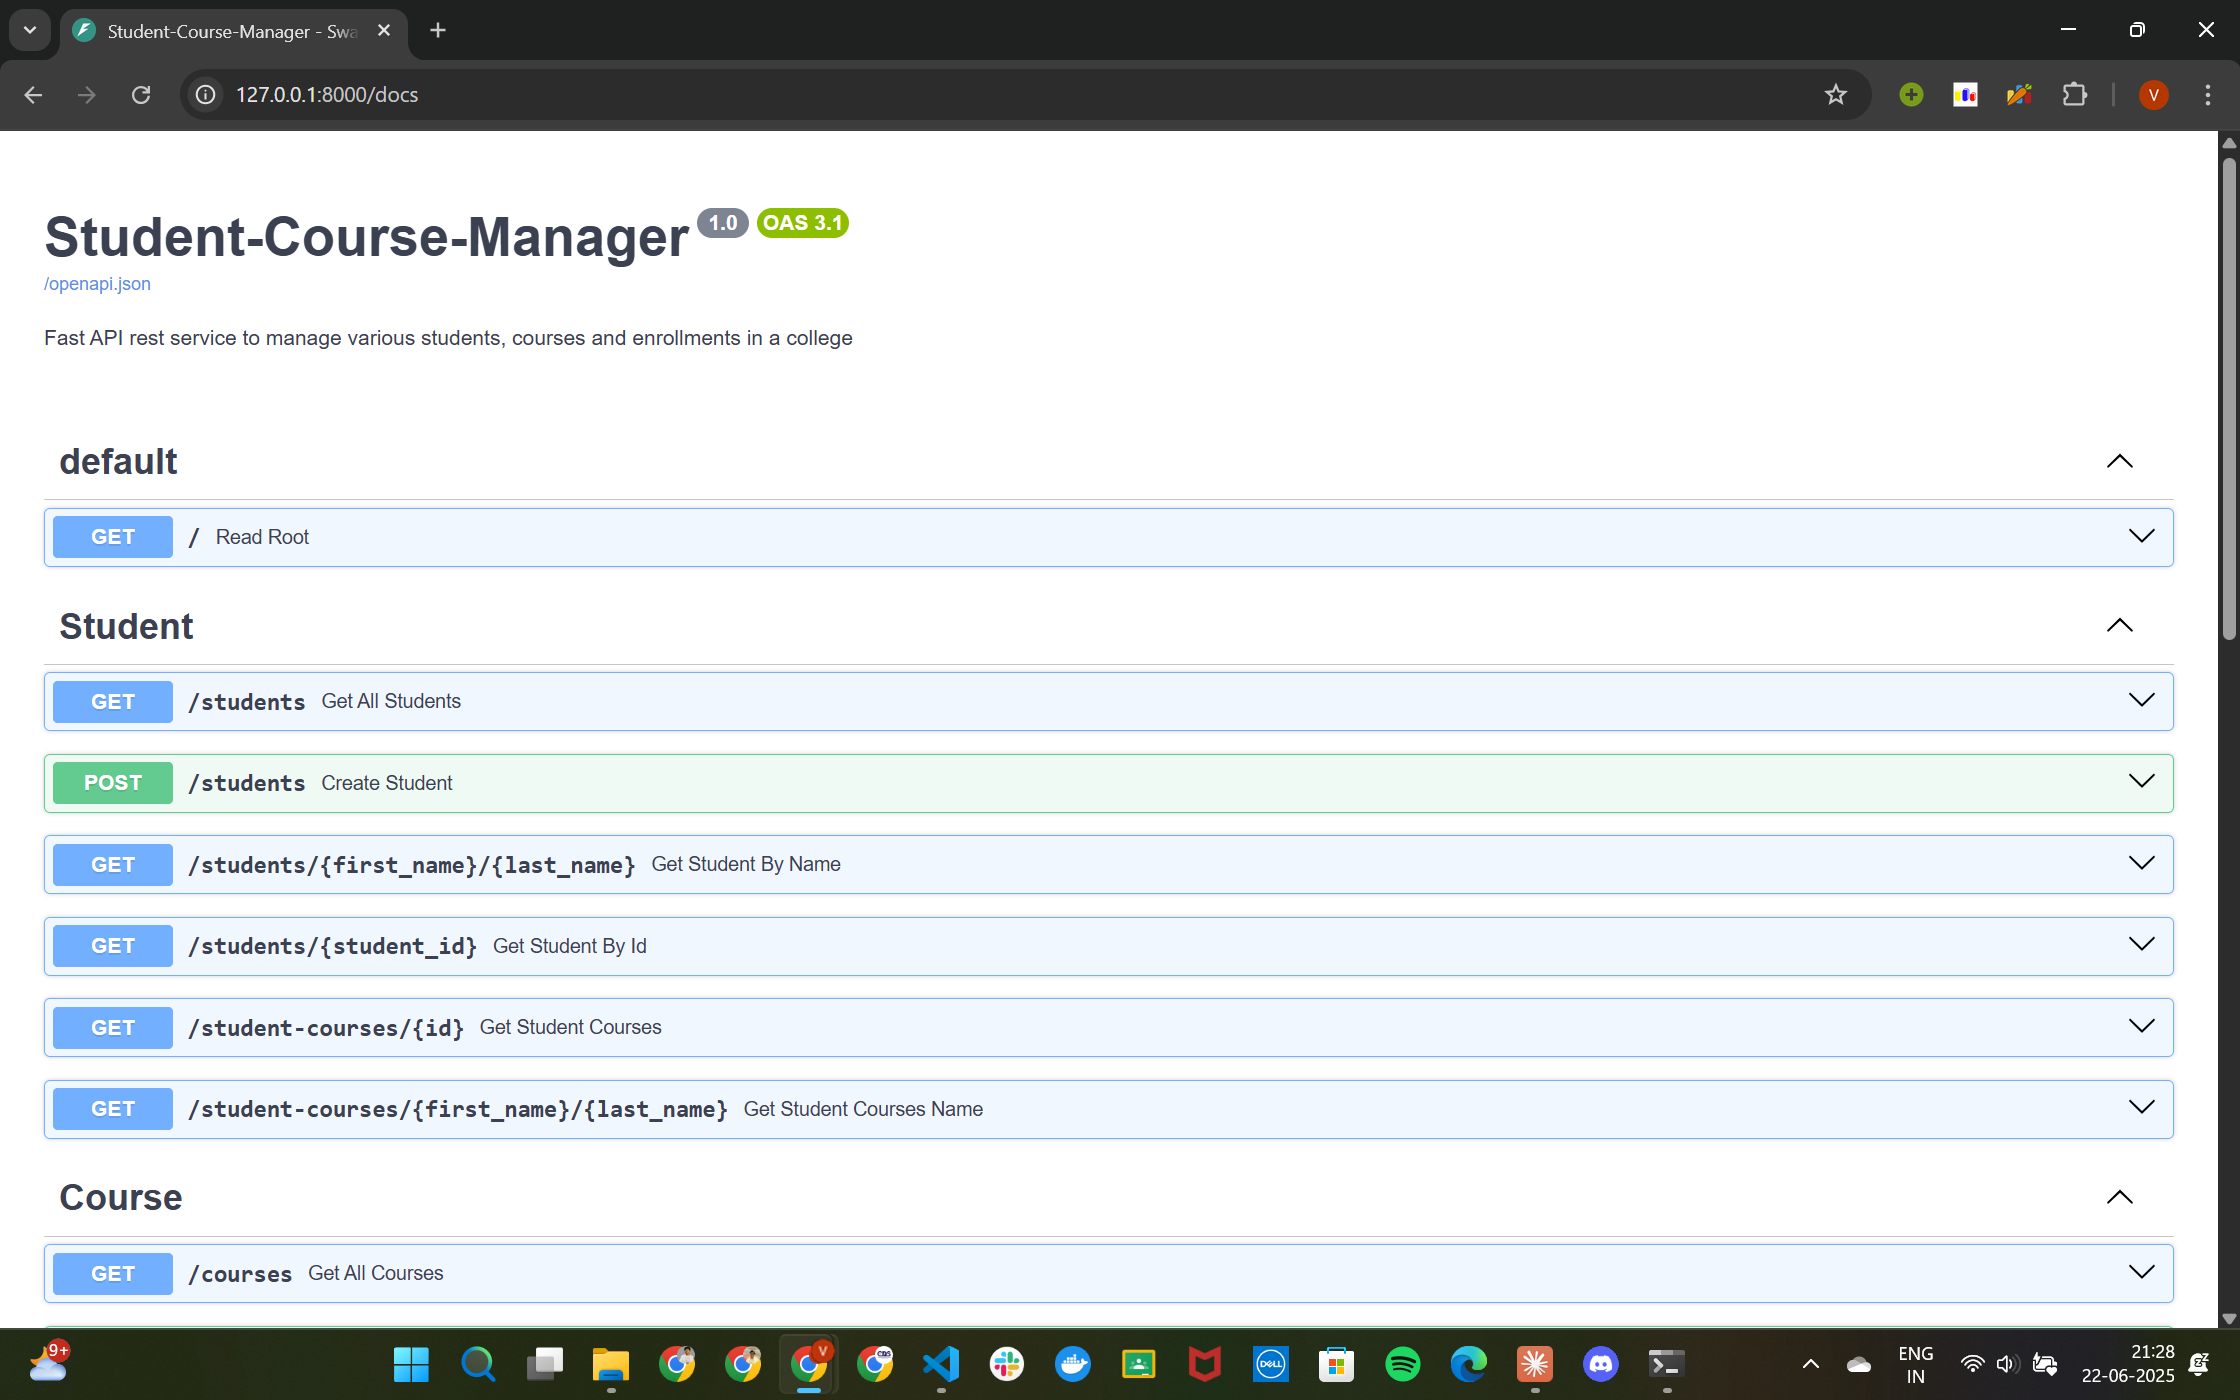 Student-Course-Manager - Swa
127.0.0.1:8000/docs
V
Student-Course-Manager 1.0 OAS 3.1
/openapi.json
Fast API rest service to manage various students, courses and enrollments in a college
default
GET / Read Root
Student
GET /students Get All Students
POST /students Create Student
GET /students/{first_name}/{last_name} Get Student By Name
GET /students/{student_id} Get Student By Id
GET /student-courses/{id} Get Student Courses
GET /student-courses/{first_name}/{last_name} Get Student Courses Name
Course
GET /courses Get All Courses
9+
V
DELL
ENG
IN
21:28
22-06-2025